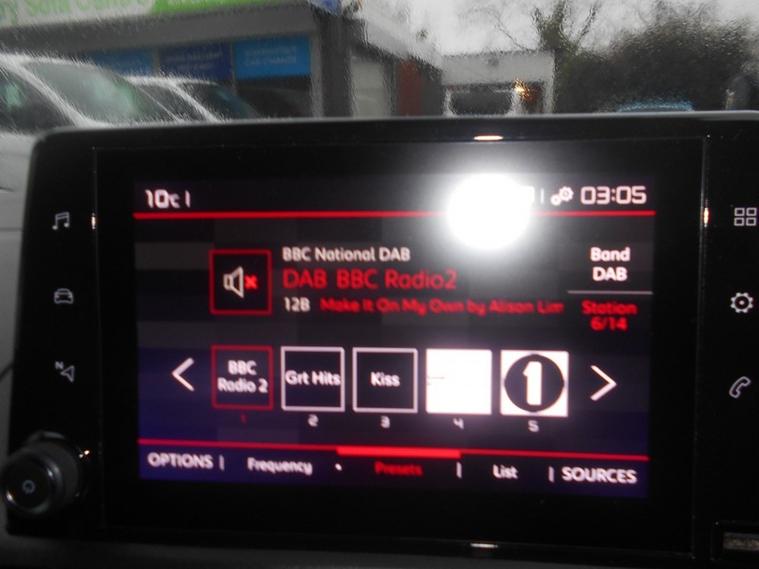 10°C
03:05
BBC National DAB
DAB BBC Radio2
12B Make It On My Own by Alison Lim
Band
DAB
Station
6/14
BBC
Radio 2
Grt Hits
Kiss
1
1 2 3 4 5
OPTIONS Frequency Presets List SOURCES
N